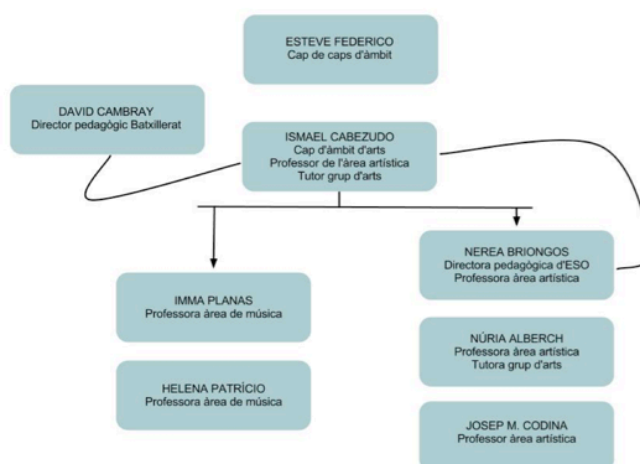 ESTEVE FEDERICO
Cap de caps d'àmbit
DAVID CAMBRAY
Director pedagògic Batxillerat
ISMAEL CABEZUDO
Cap d'àmbit d'arts
Professor de l'àrea artística
Tutor grup d'arts
NEREA BRIONGOS
Directora pedagògica d'ESO
Professora àrea artística
IMMA PLANAS
Professora àrea de música
NÚRIA ALBERCH
Professora àrea artística
Tutora grup d'arts
HELENA PATRÍCIO
Professora àrea de música
JOSEP M. CODINA
Professor àrea artística